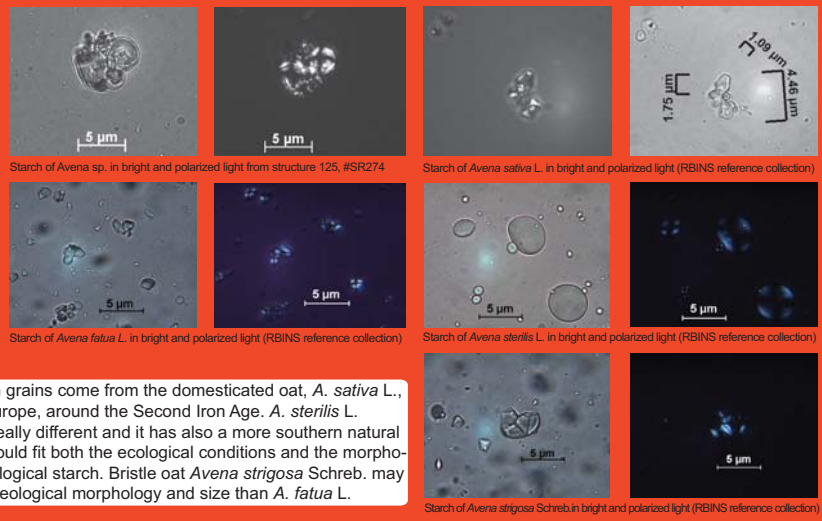 5 µm
5 µm
1.09 µm
1.75 µm
4.46 µm
Starch of Avena sp. in bright and polarized light from structure 125, #SR274
Starch of Avena sativa L. in bright and polarized light (RBINS reference collection)
5 µm
5 µm
5 µm
5 µm
Starch of Avena fatua L. in bright and polarized light (RBINS reference collection)
Starch of Avena sterilis L. in bright and polarized light (RBINS reference collection)
grains come from the domesticated oat, A. sativa L.,
urope, around the Second Iron Age. A. sterilis L.
eally different and it has also a more southern natural
ould fit both the ecological conditions and the morpho-
logical starch. Bristle oat Avena strigosa Schreb. may
eological morphology and size than A. fatua L.
5 µm
5 µm
Starch of Avena strigosa Schreb.in bright and polarized light (RBINS reference collection)